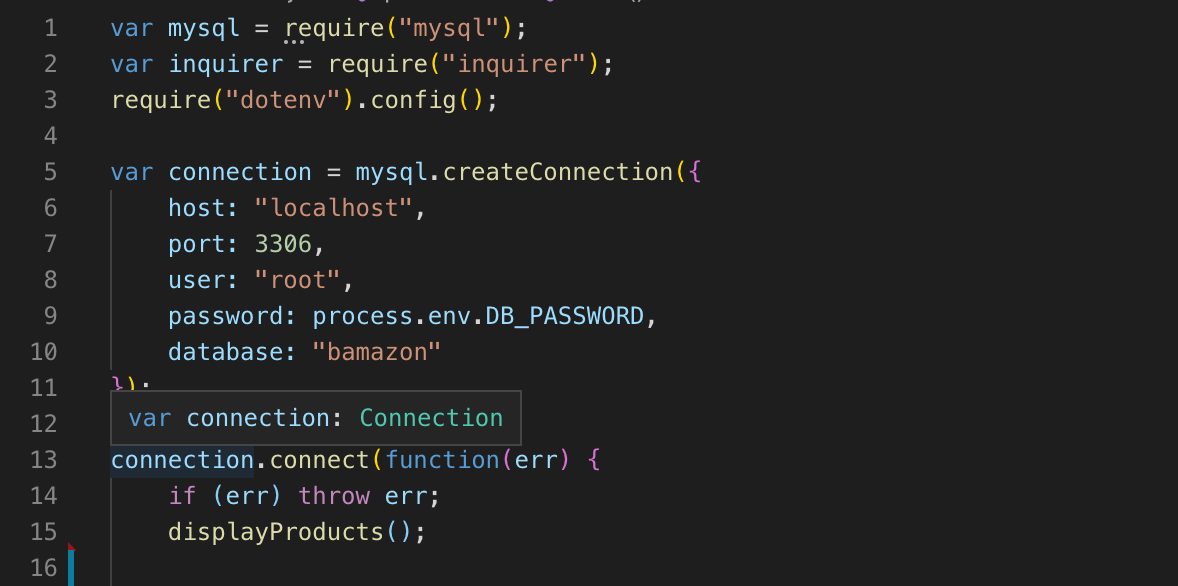 1 var mysql = require("mysql");
2 var inquirer = require("inquirer");
3 require("dotenv").config();
4
5 var connection = mysql.createConnection({
6     host: "localhost",
7     port: 3306,
8     user: "root",
9     password: process.env.DB_PASSWORD,
10     database: "bamazon"
11 });
12 var connection: Connection
13 connection.connect(function(err) {
14     if (err) throw err;
15     displayProducts();
16